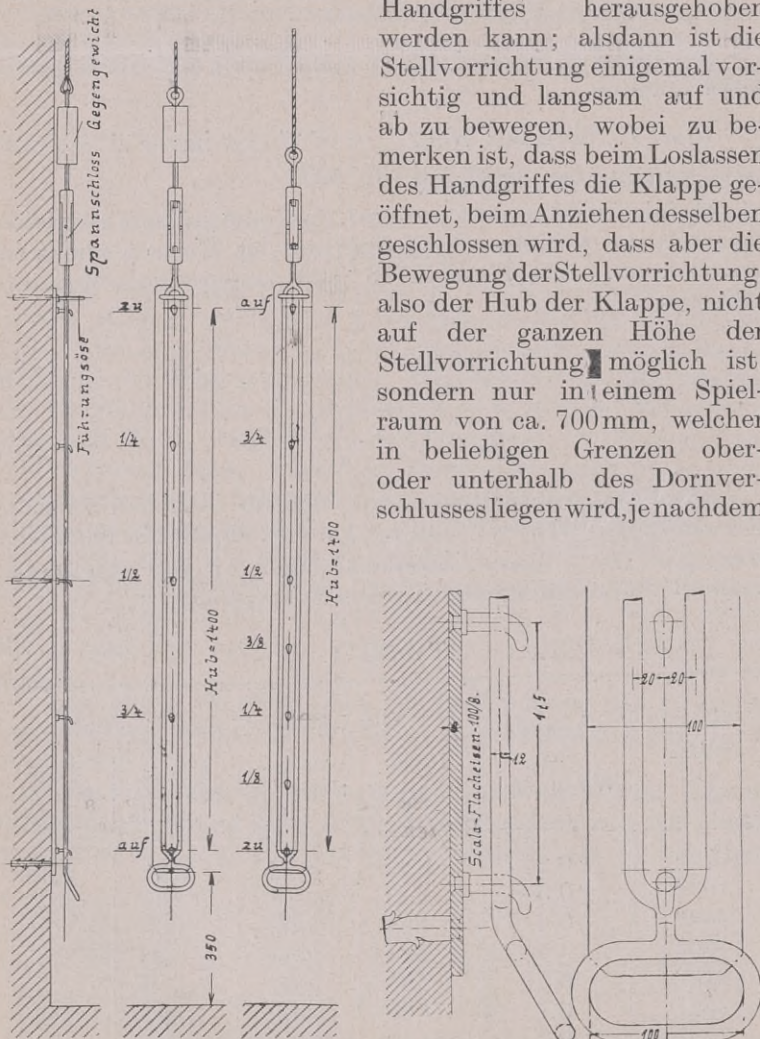 Handgriffes herausgehoben
werden kann; alsdann ist die
Stellvorrichtung einigemal vor-
sichtig und langsam auf und
ab zu bewegen, wobei zu be-
merken ist, dass beim Loslassen
des Handgriffes die Klappe ge-
öffnet, beim Anziehen desselben
geschlossen wird, dass aber die
Bewegung der Stellvorrichtung
also der Hub der Klappe, nicht
auf der ganzen Höhe der
Stellvorrichtung möglich ist
sondern nur in einem Spiel-
raum von ca. 700mm, welcher
in beliebigen Grenzen ober-
oder unterhalb des Dornver-
schlusses liegen wird, je nachdem
Gegengewicht
Spannschloss
Führungsöse
zu
1/4
1/2
3/4
auf
Hub=1400
350
auf
3/4
1/2
3/8
1/4
1/8
zu
Hub=1400
Scala-Flacheisen-100/8.
12
20
20
100
100